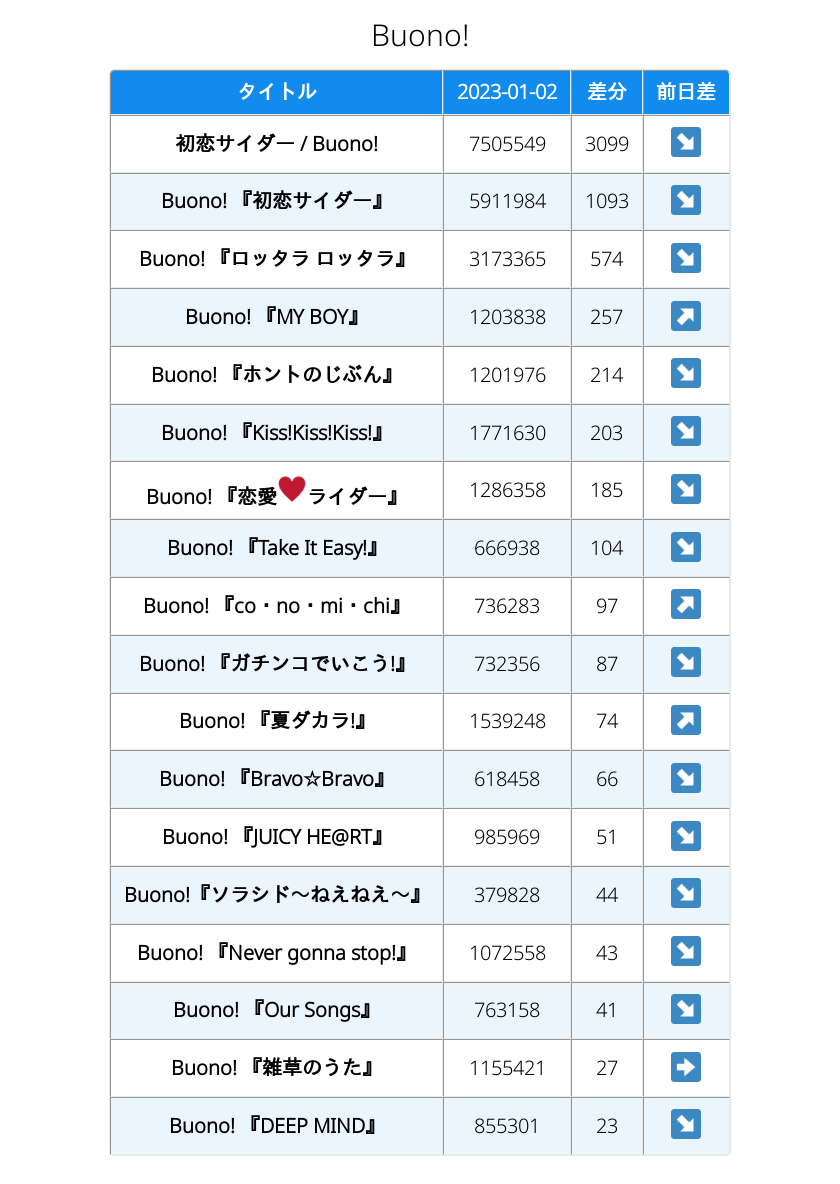 Buono!
タイトル 2023-01-02 差分 前日差
初恋サイダー / Buono! 7505549 3099 ↘
Buono! 『初恋サイダー』 5911984 1093 ↘
Buono! 『ロッタラ ロッタラ』 3173365 574 ↘
Buono! 『MY BOY』 1203838 257 ↗
Buono! 『ホントのじぶん』 1201976 214 ↘
Buono! 『Kiss!Kiss!Kiss!』 1771630 203 ↘
Buono! 『恋愛♥ライダー』 1286358 185 ↘
Buono! 『Take It Easy!』 666938 104 ↘
Buono! 『co・no・mi・chi』 736283 97 ↗
Buono! 『ガチンコでいこう!』 732356 87 ↘
Buono! 『夏ダカラ!』 1539248 74 ↗
Buono! 『Bravo☆Bravo』 618458 66 ↘
Buono! 『JUICY HE@RT』 985969 51 ↘
Buono!『ソラシド〜ねえねえ〜』 379828 44 ↘
Buono! 『Never gonna stop!』 1072558 43 ↘
Buono! 『Our Songs』 763158 41 ↘
Buono! 『雑草のうた』 1155421 27 ➡
Buono! 『DEEP MIND』 855301 23 ↘